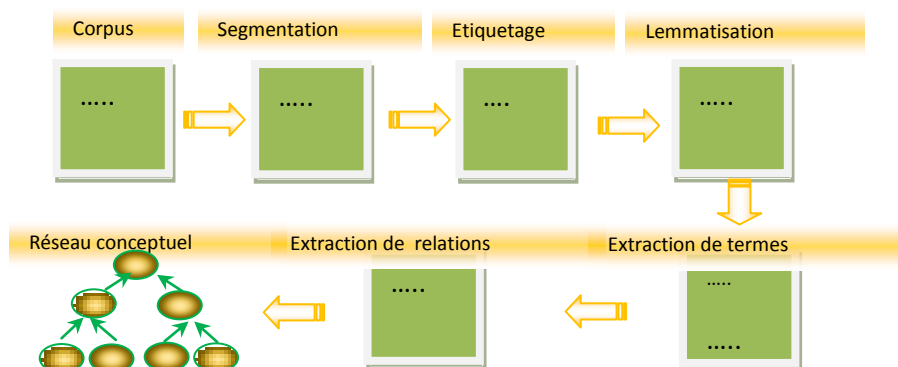 Corpus
Segmentation
Etiquetage
Lemmatisation
.....
.....
....
.....
Réseau conceptuel
Extraction de relations
Extraction de termes
.....
.....
.....